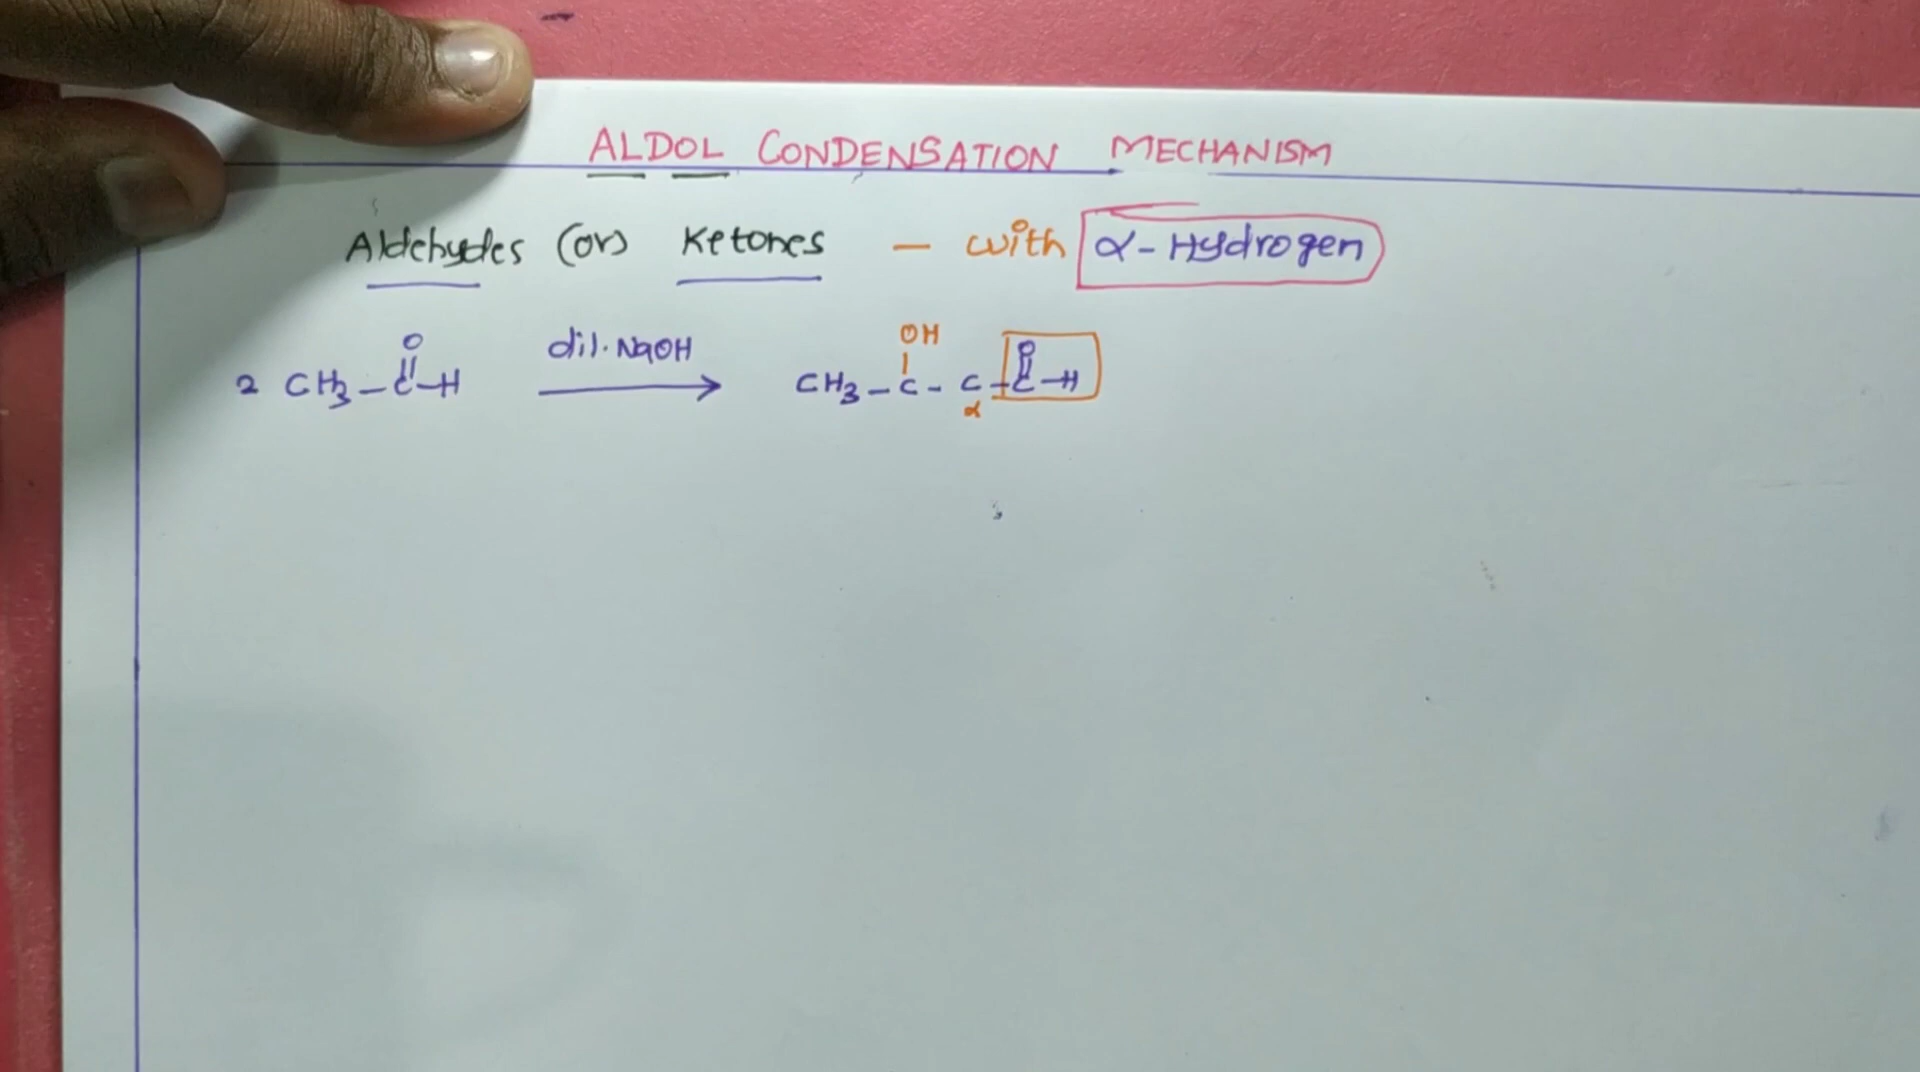 ALDOL CONDENSATION MECHANISM
Aldehydes (or) Ketones - with α-Hydrogen
O dil. NaOH OH O
2 CH3-C-H → CH3-C-C-C-H
α